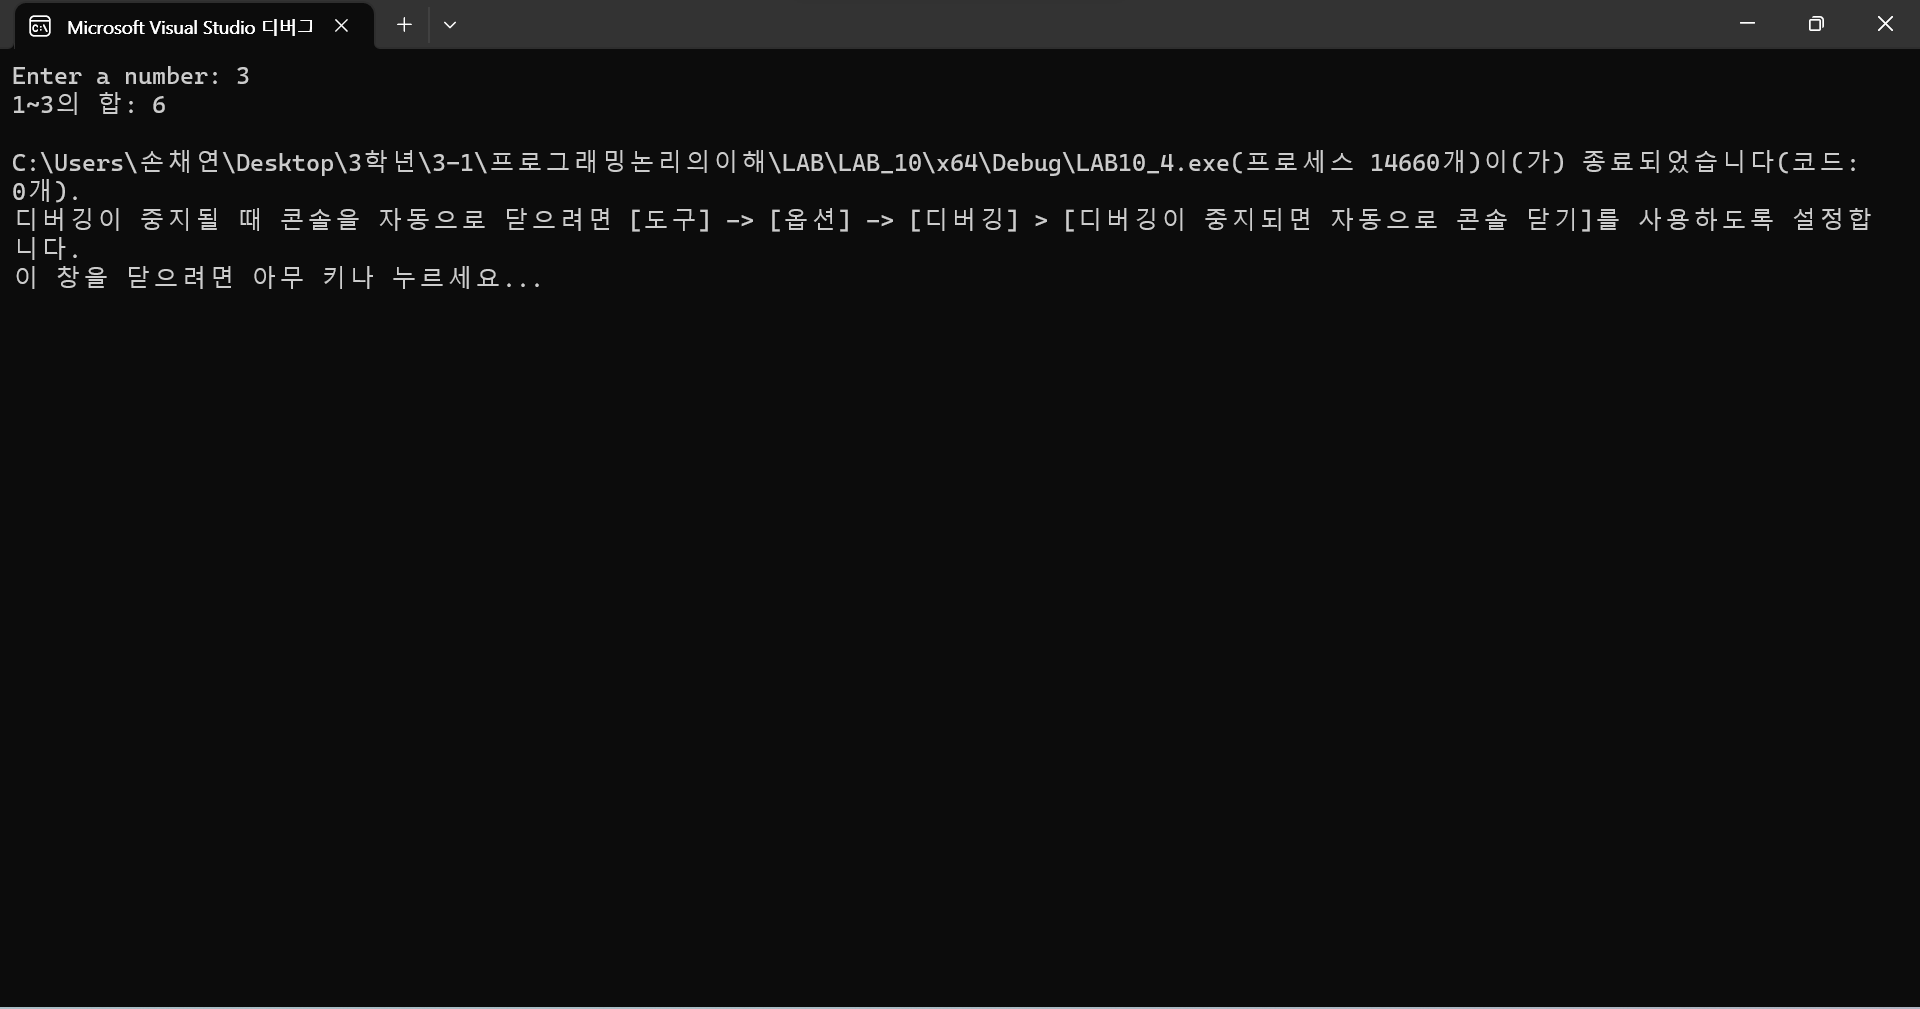 Microsoft Visual Studio 디버그
Enter a number: 3
1~3의 합: 6
C:\Users\손채연\Desktop\3학년\3-1\프로그래밍논리의이해\LAB\LAB_10\x64\Debug\LAB10_4.exe(프로세스 14660개)이(가) 종료되었습니다(코드:
0개).
디버깅이 중지될 때 콘솔을 자동으로 닫으려면 [도구] -> [옵션] -> [디버깅] > [디버깅이 중지되면 자동으로 콘솔 닫기]를 사용하도록 설정합
니다.
이 창을 닫으려면 아무 키나 누르세요...